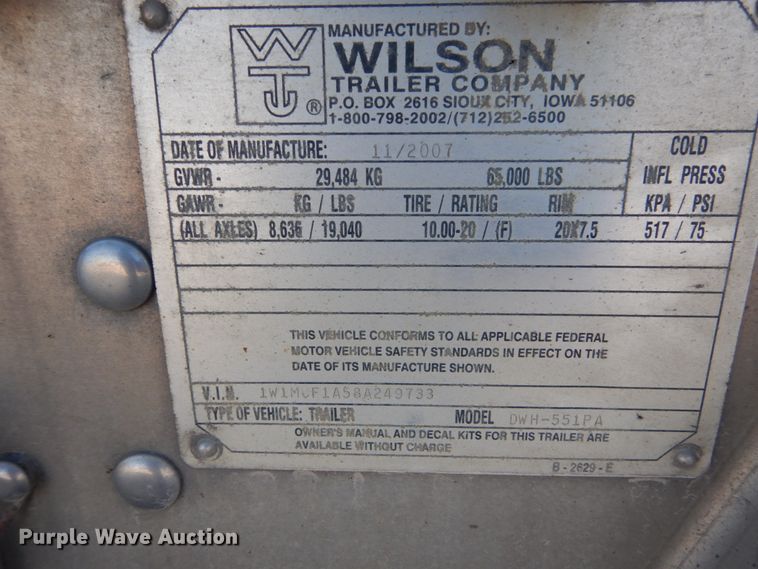 MANUFACTURED BY:
WT
WILSON
®
TRAILER COMPANY
P.O. BOX 2616 SIOUX CITY, IOWA 51106
1-800-798-2002/(712)252-6500
DATE OF MANUFACTURE: 11/2007 COLD
GVWR - 29,484 KG 65,000 LBS INFL PRESS
GAWR- KG / LBS TIRE / RATING RIM KPA / PSI
(ALL AXLES) 8,636 / 19,040 10.00-20 / (F) 20X7.5 517 / 75
THIS VEHICLE CONFORMS TO ALL APPLICABLE FEDERAL
MOTOR VEHICLE SAFETY STANDARDS IN EFFECT ON THE
DATE OF ITS MANUFACTURE SHOWN.
V.I.N.
TYPE OF VEHICLE: TRAILER MODEL DWH-551PA
OWNER'S MANUAL AND DECAL KITS FOR THIS TRAILER ARE
AVAILABLE WITHOUT CHARGE
B-2629-E
Purple Wave Auction